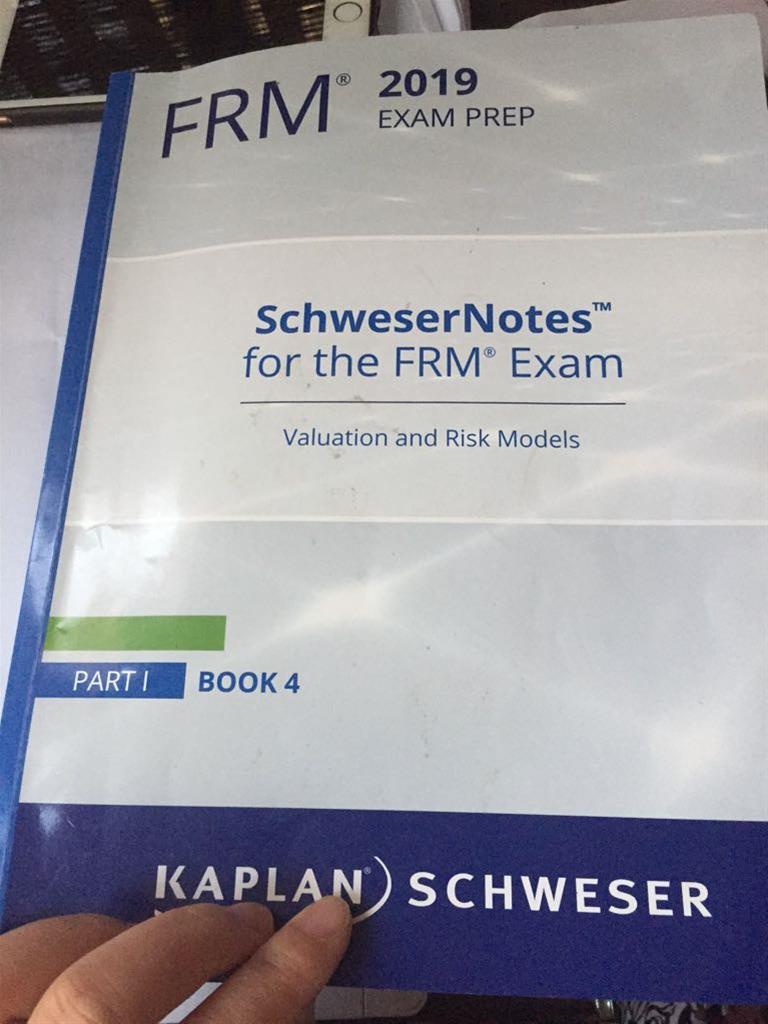 FRM® 2019
EXAM PREP
SchweserNotes™
for the FRM® Exam
Valuation and Risk Models
PART I BOOK 4
KAPLAN® SCHWESER